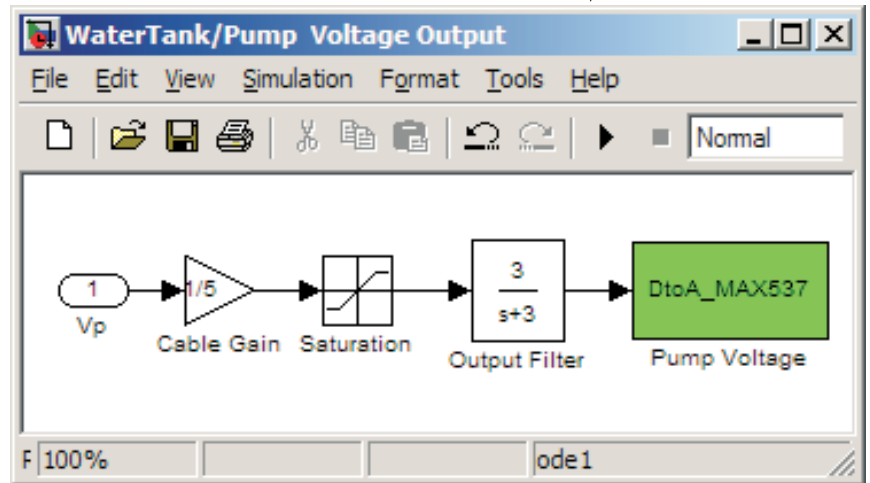 WaterTank/Pump Voltage Output
File Edit View Simulation Format Tools Help
Normal
1
Vp
1/5
Cable Gain
Saturation
3
s+3
Output Filter
DtoA_MAX537
Pump Voltage
F 100%
ode1